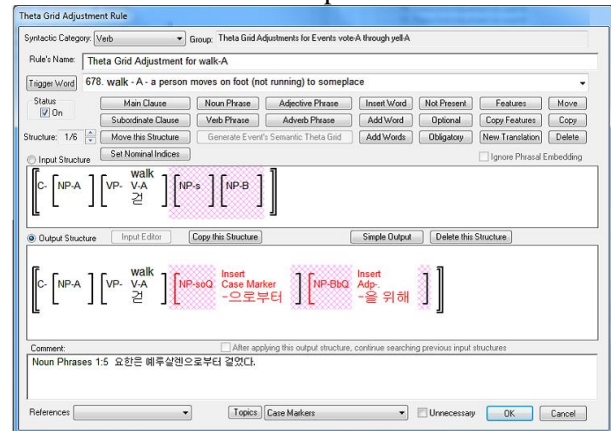 Theta Grid Adjustment Rule
Syntactic Category: Verb Group: Theta Grid Adjustments for Events vote-A through yell-A
Rule's Name: Theta Grid Adjustment for walk-A
Trigger Word 678. walk - A - a person moves on foot (not running) to someplace
Status Main Clause Noun Phrase Adjective Phrase Insert Word Not Present Features Move
On Subordinate Clause Verb Phrase Adverb Phrase Add Word Optional Copy Features Copy
Structure: 1/6 Move this Structure Generate Event's Semantic Theta Grid Add Words Obligatory New Translation Delete
Input Structure Set Nominal Indices Ignore Phrasal Embedding
walk
C- NP-A VP- V-A NP-s NP-B
걷
Output Structure Input Editor Copy this Structure Simple Output Delete this Structure
walk Insert Insert
C- NP-A VP- V-A NP-soQ Case Marker NP-BbQ Adp-.
걷 -으로부터 -을 위해
Comment: After applying this output structure, continue searching previous input structures
Noun Phrases 1:5 요한은 예루살렘으로부터 걸었다.
References Topics Case Markers Unnecessary OK Cancel